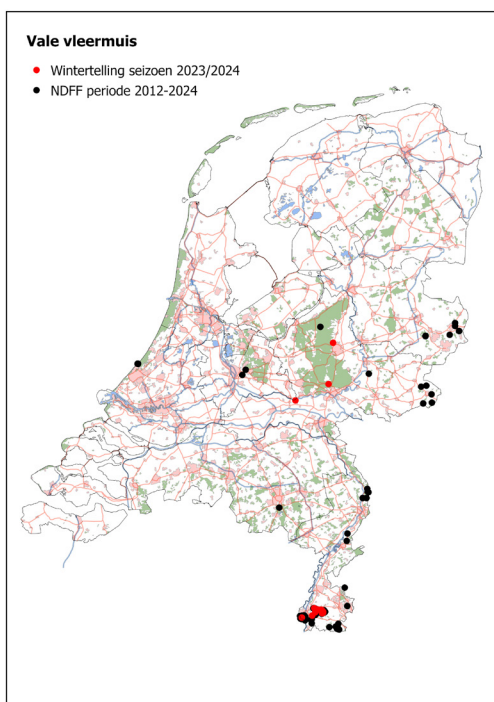 Vale vleermuis
Wintertelling seizoen 2023/2024
NDFF periode 2012-2024